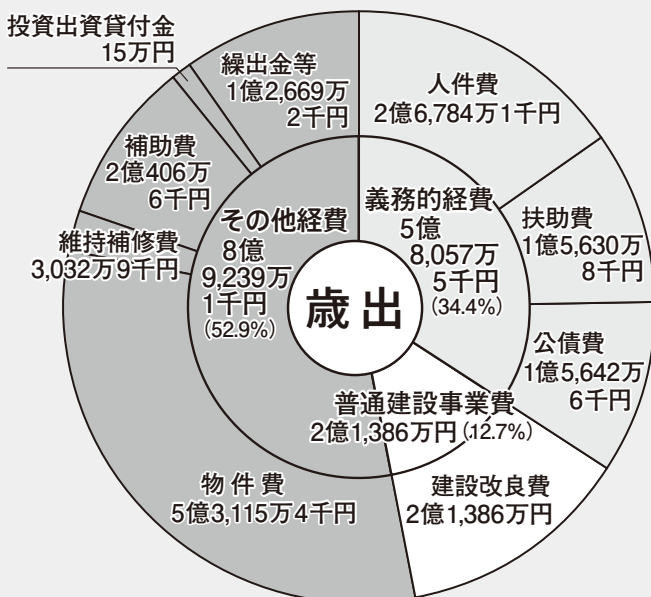 投資出資貸付金
15万円
繰出金等
1億2,669万
2千円
人件費
2億6,784万1千円
補助費
2億406万
6千円
維持補修費
3,032万9千円
その他経費
8億
9,239万
1千円
(52.9%)
義務的経費
5億
8,057万
5千円
(34.4%)
扶助費
1億5,630万
8千円
歳出
公債費
1億5,642万
6千円
普通建設事業費
2億1,386万円(12.7%)
物件費
5億3,115万4千円
建設改良費
2億1,386万円